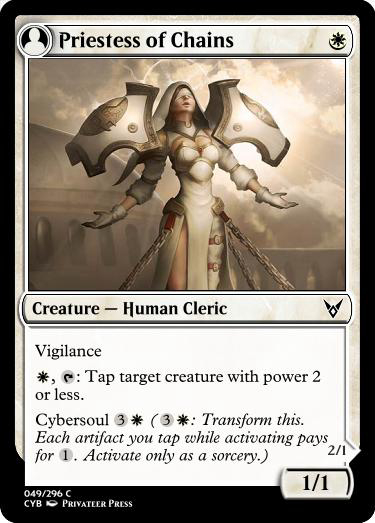 Priestess of Chains
Creature — Human Cleric
Vigilance
, : Tap target creature with power 2
or less.
Cybersoul 3 ( 3 : Transform this.
Each artifact you tap while activating pays
for 1. Activate only as a sorcery.)
2/1
1/1
049/296 C
CYB Privateer Press